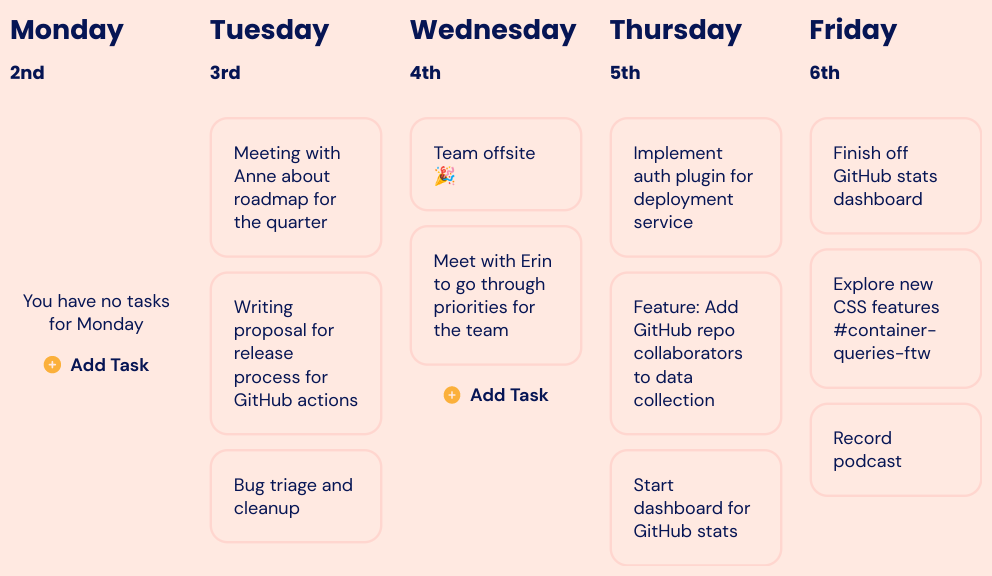 Monday
2nd
You have no tasks
for Monday
Add Task
Tuesday
3rd
Meeting with
Anne about
roadmap for
the quarter
Writing
proposal for
release
process for
GitHub actions
Bug triage and
cleanup
Wednesday
4th
Team offsite
🎉
Meet with Erin
to go through
priorities for
the team
Add Task
Thursday
5th
Implement
auth plugin for
deployment
service
Feature: Add
GitHub repo
collaborators
to data
collection
Start
dashboard for
GitHub stats
Friday
6th
Finish off
GitHub stats
dashboard
Explore new
CSS features
#container-
queries-ftw
Record
podcast